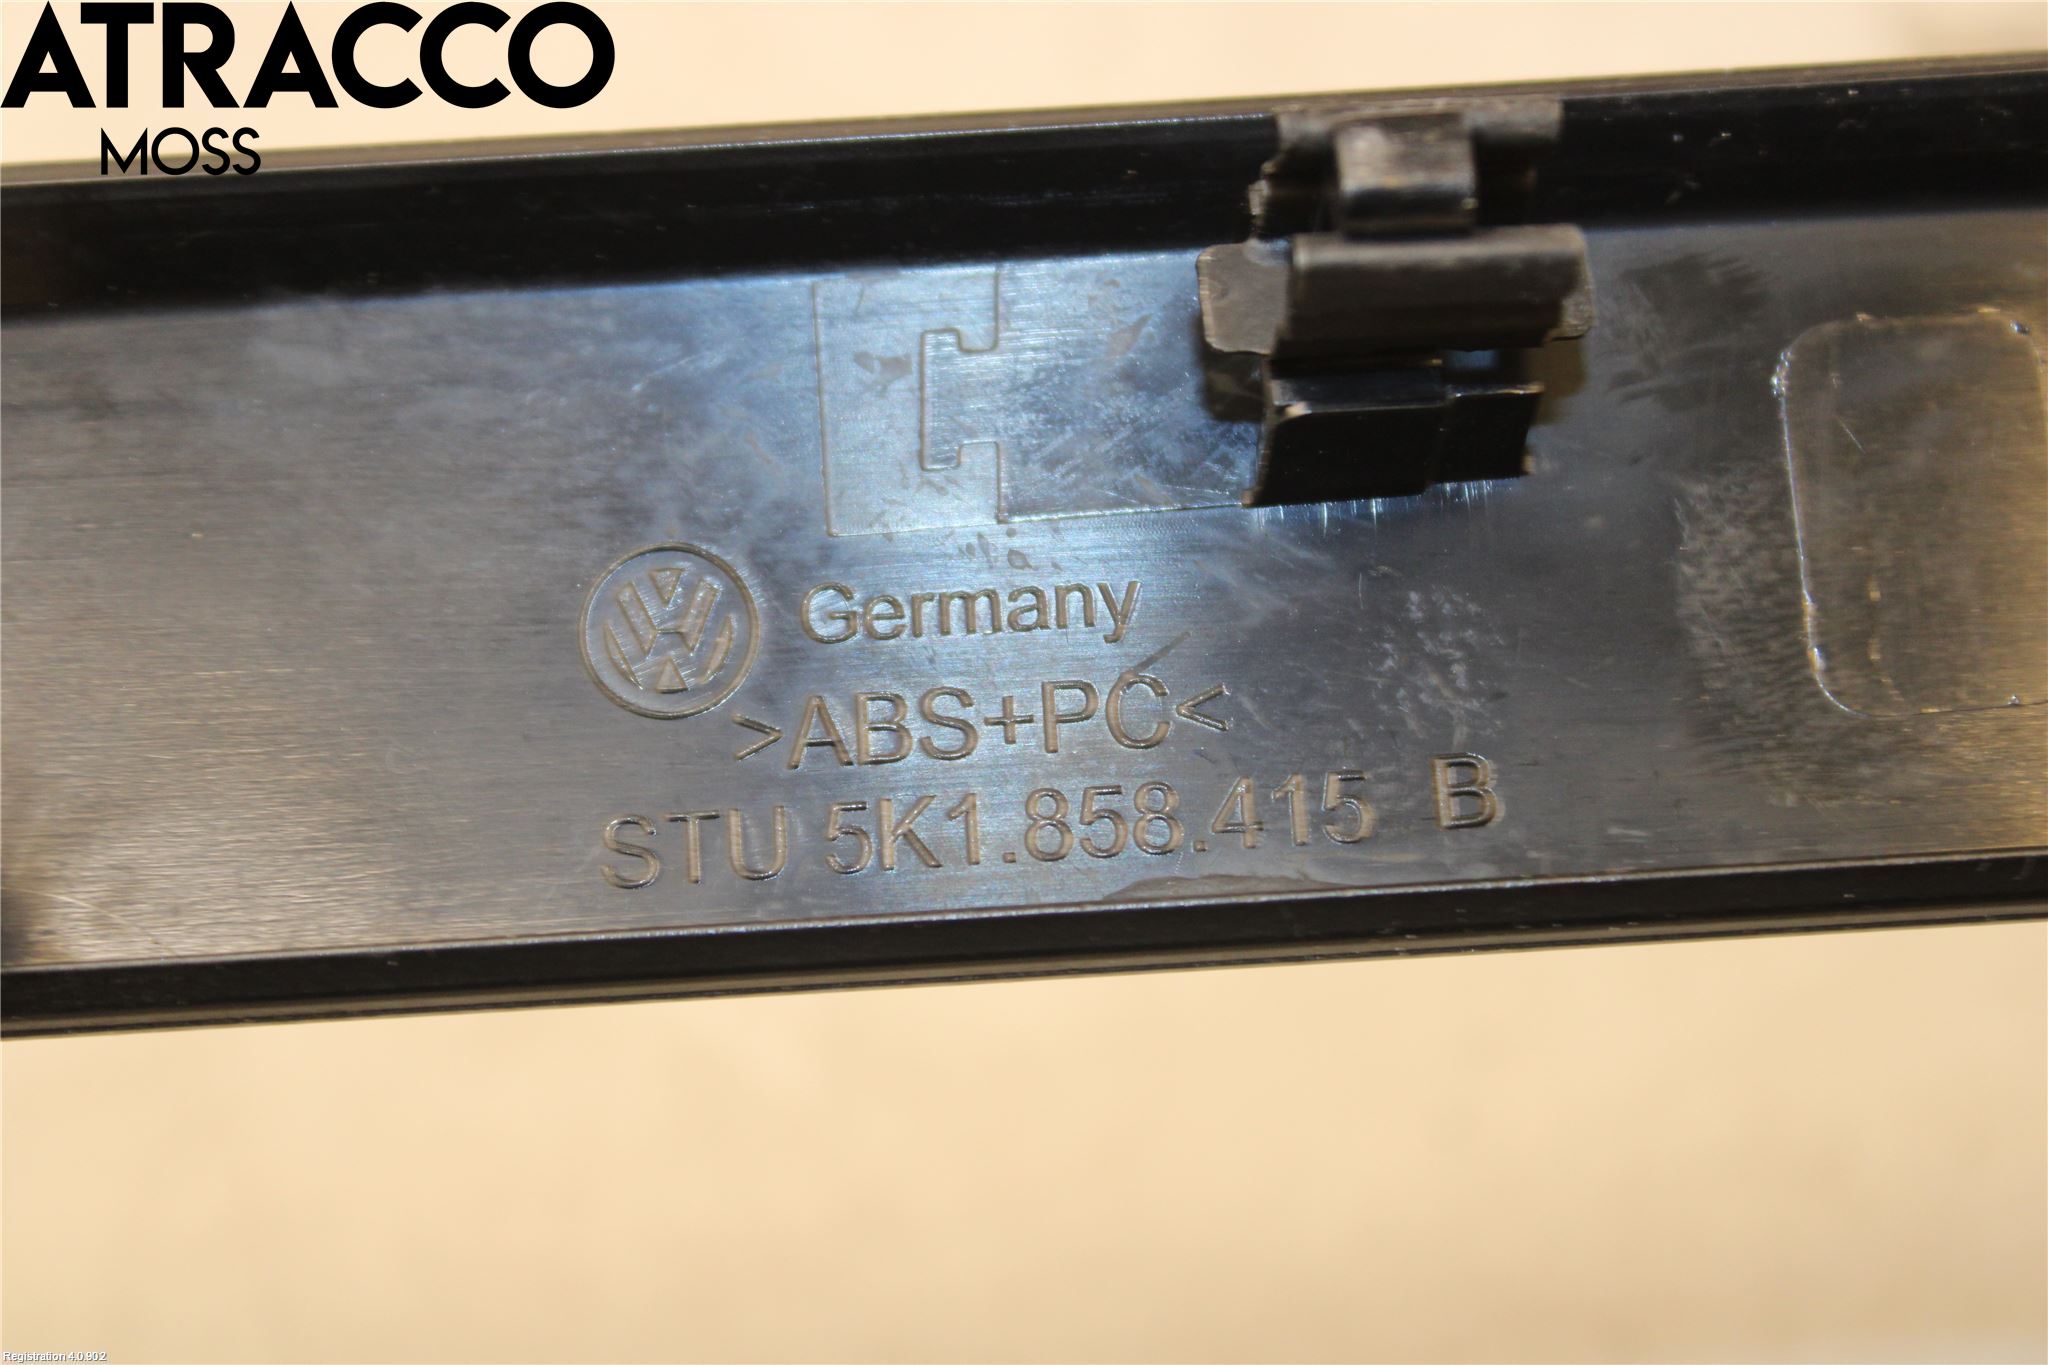 ATRACCO
MOSS
Germany
>ABS+PC<
STU 5K1.858.415 B
Registration 4.0.902